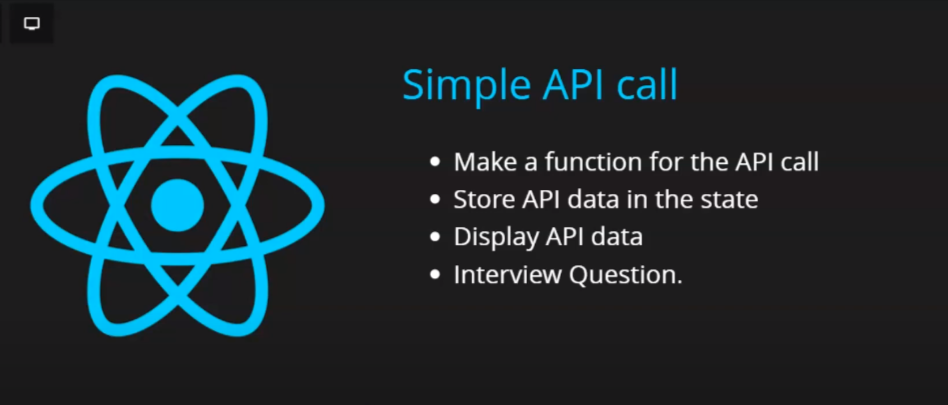 Simple API call
Make a function for the API call
Store API data in the state
Display API data
Interview Question.